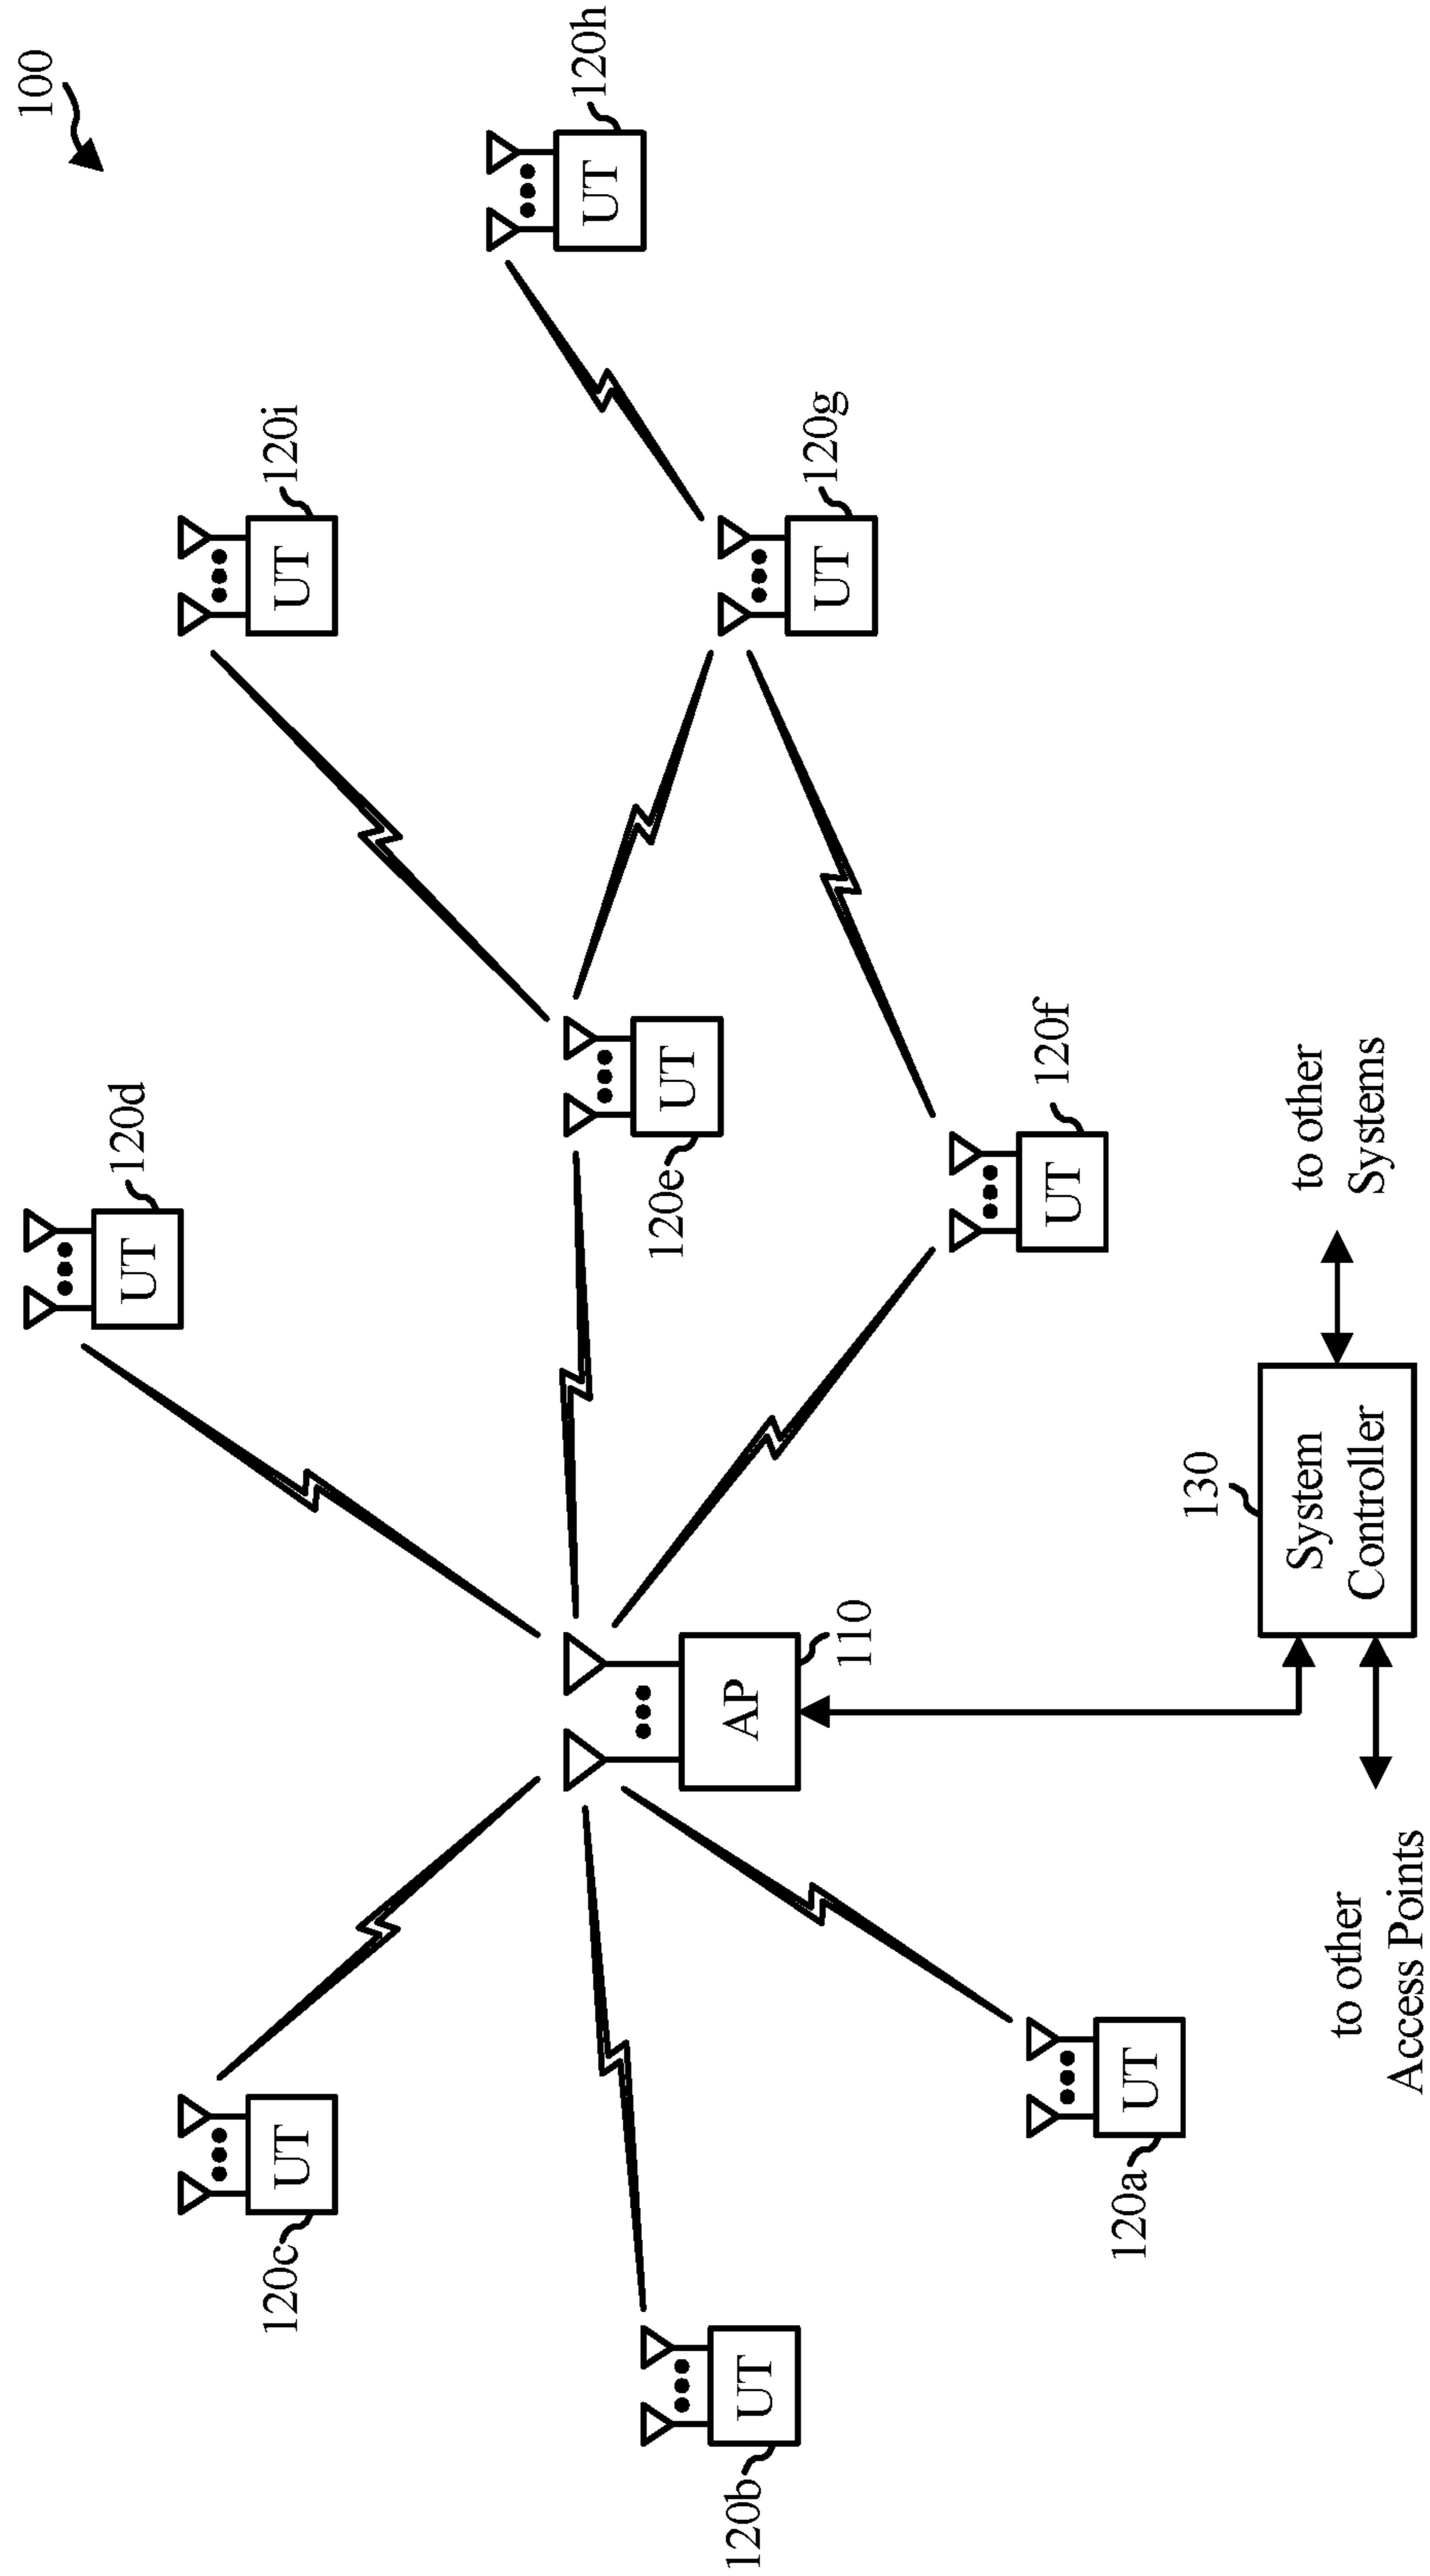 100
UT
120d
UT
120i
UT
120c
UT
120h
UT
120e
UT
120g
AP
110
UT
120b
UT
120f
UT
120a
130
System
Controller
to other
Systems
to other
Access Points